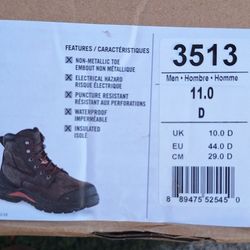 FEATURES / CARACTÉRISTIQUES
NON-METALLIC TOE
EMBOUT NON MÉTALLIQUE
ELECTRICAL HAZARD
RISQUE ÉLECTRIQUE
PUNCTURE RESISTANT
RÉSISTANT AUX PERFORATIONS
WATERPROOF
IMPERMÉABLE
INSULATED
ISOLÉ
3513
Men • Hombre • Homme
11.0
D
UK 10.0 D
EU 44.0 D
CM 29.0 D
8 89475 52545 0